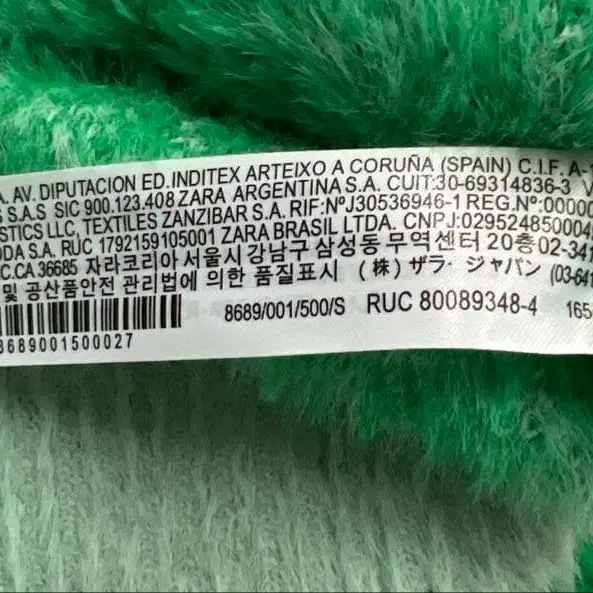 A. AV. DIPUTACION ED.INDITEX ARTEIXO A CORUÑA (SPAIN) C.I.F. A-1
S S.A.S SIC 900.123.408 ZARA ARGENTINA S.A. CUIT:30-69314836-3
STICS LLC, TEXTILES ZANZIBAR S.A. RIF:NºJ30536946-1 REG.Nº:00000
ODA S.A. RÚC 1792159105001 ZARA BRASIL LTDA. CNPJ:0295248500049
C.CA 36685 자라코리아 서울시 강남구 삼성동 무역센터 20층 02-341
및 공산품안전 관리법에 의한 품질표시 (株) ザラ・ジャパン (03-641
8689001500027 8689/001/500/S RUC 80089348-4 165